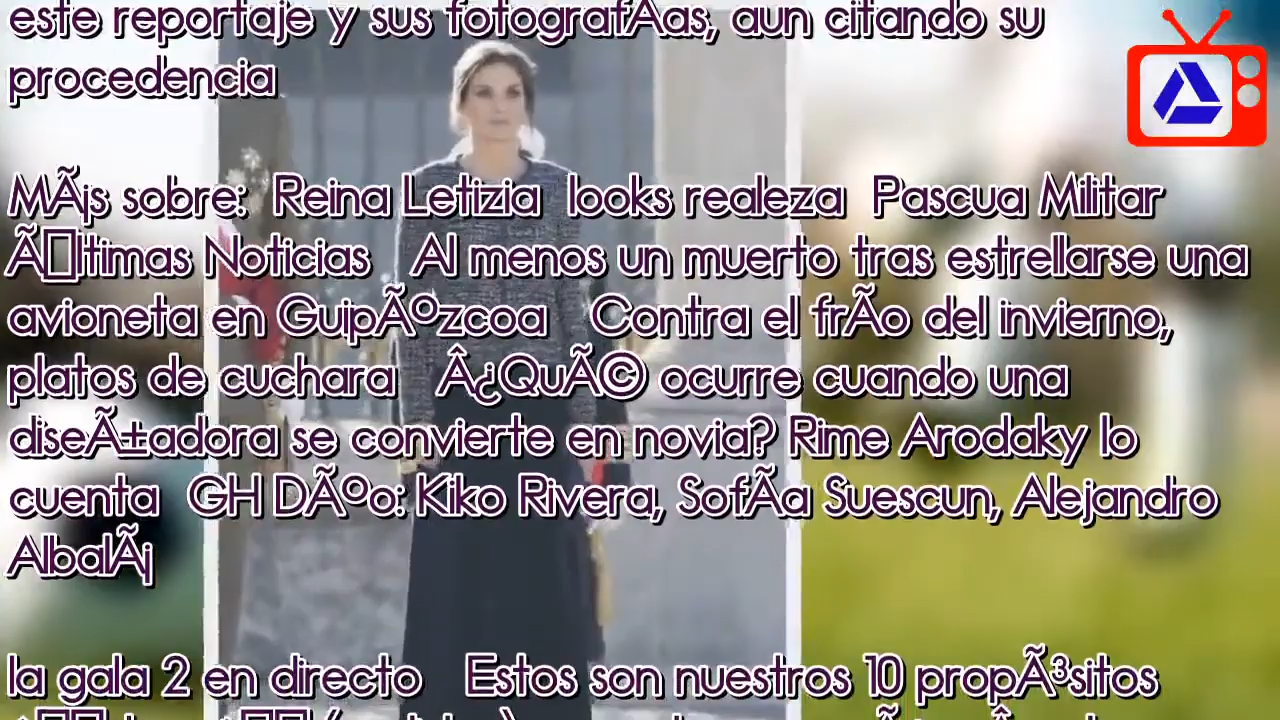 este reportaje y sus fotografÃas, aun citando su
procedencia
MÃ¡s sobre: Reina Letizia looks realeza Pascua Militar
Ã□ltimas Noticias Al menos un muerto tras estrellarse una
avioneta en GuipÃºzcoa Contra el frÃo del invierno,
platos de cuchara Â¿QuÃ© ocurre cuando una
diseÃ±adora se convierte en novia? Rime Arodaky lo
cuenta GH DÃºo: Kiko Rivera, SofÃa Suescun, Alejandro
AlbalÃ¡
la gala 2 en directo Estos son nuestros 10 propÃ³sitos